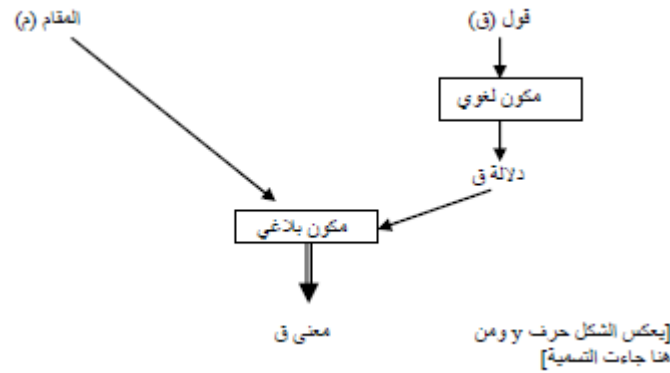 قول (ق)
المقام (م)
مكون لغوي
دلالة ق
مكون بلاغي
معنى ق
[يعكس الشكل حرف y ومن
هنا جاءت التسمية]